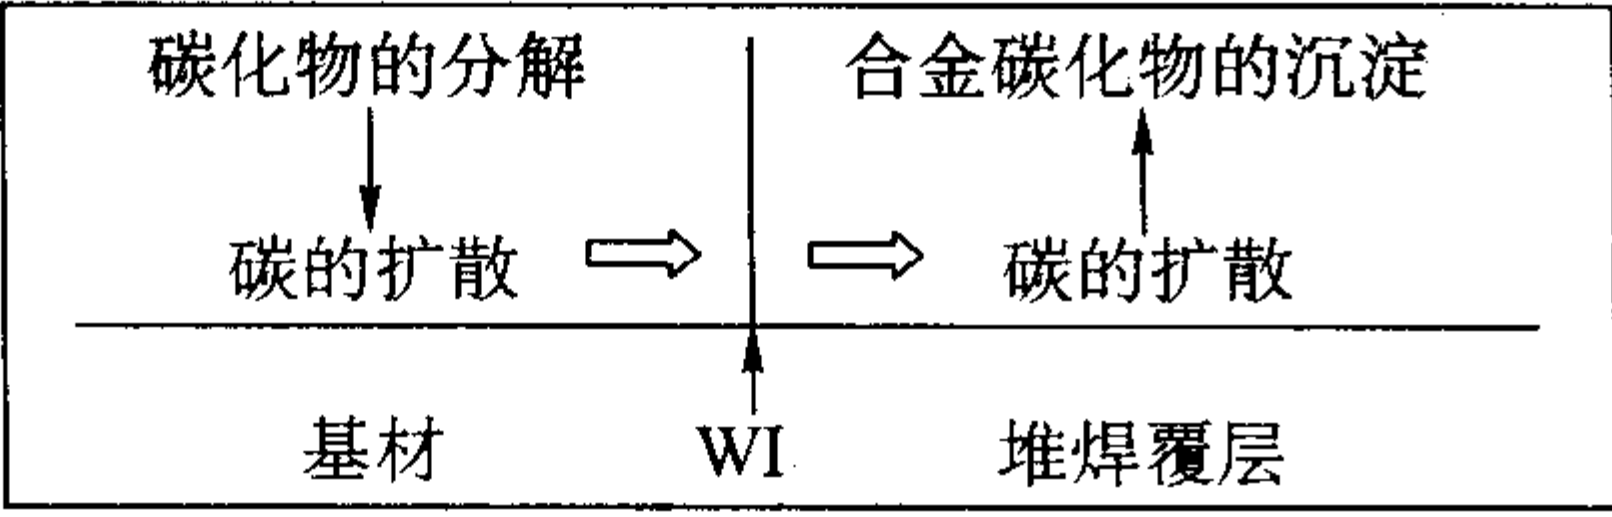 碳化物的分解
合金碳化物的沉淀
碳的扩散
碳的扩散
基材
WI
堆焊覆层